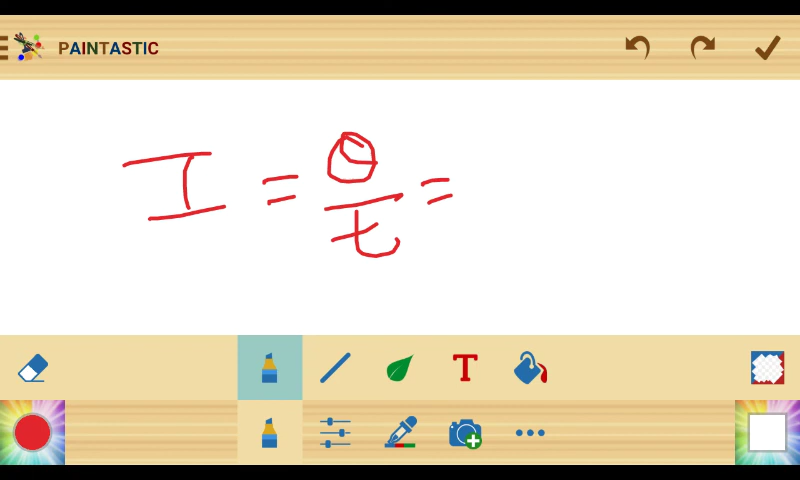 PAINTASTIC
I = Q/t =
T